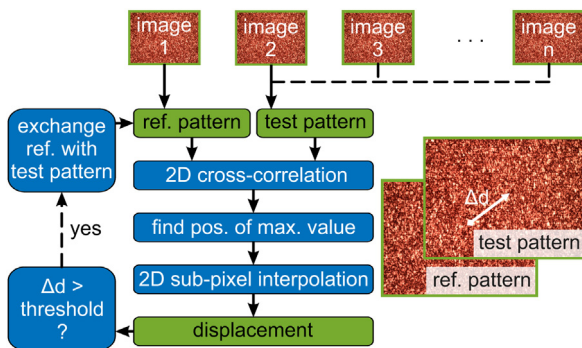 image
1
image
2
image
3
. . .
image
n
exchange
ref. with
test pattern
ref. pattern
test pattern
2D cross-correlation
yes
find pos. of max. value
2D sub-pixel interpolation
Δd >
threshold
?
displacement
Δd
test pattern
ref. pattern